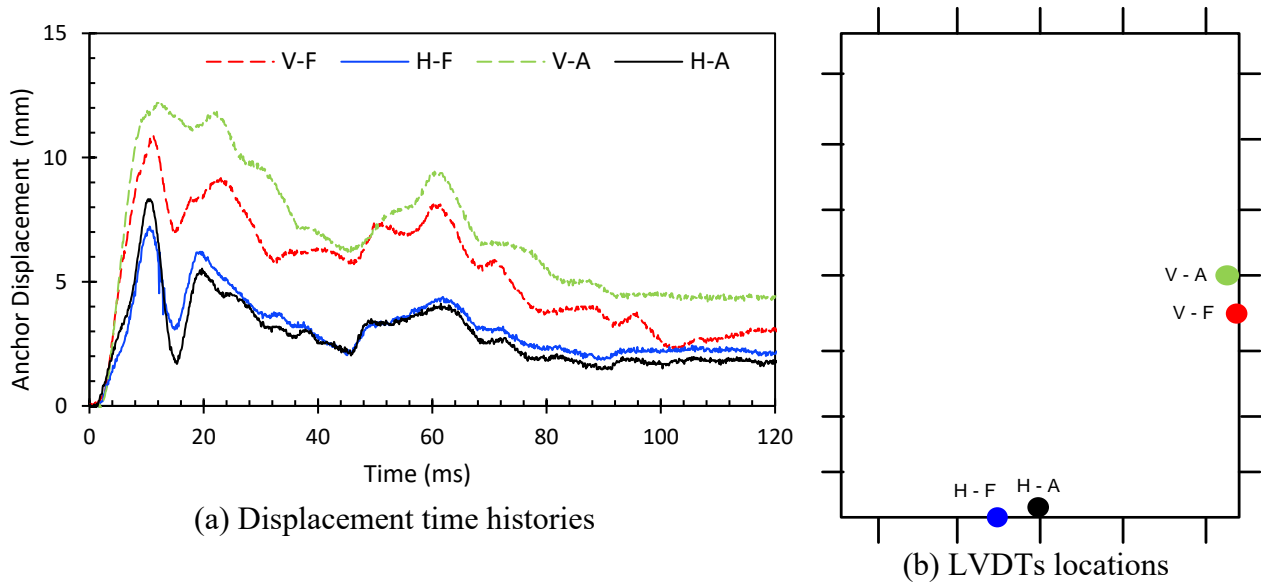 15
10
5
0
Anchor Displacement (mm)
V-F H-F V-A H-A
0 20 40 60 80 100 120
Time (ms)
(a) Displacement time histories
V - A
V - F
H - F H - A
(b) LVDTs locations